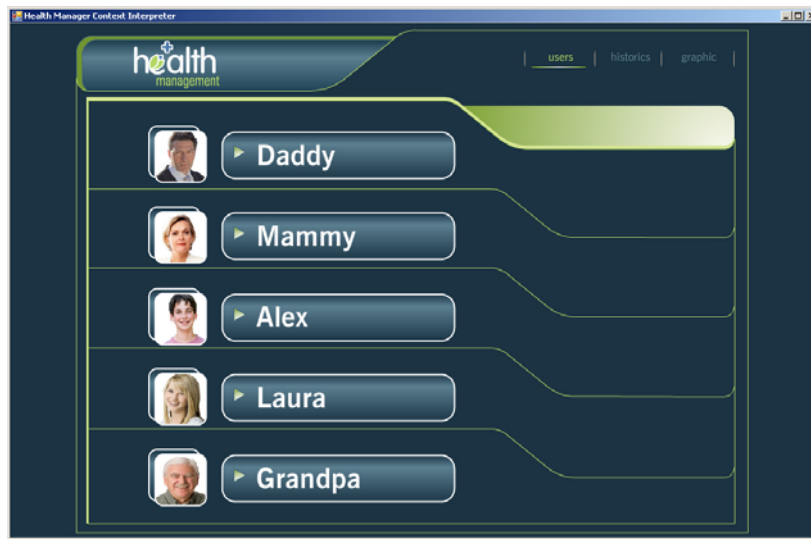 Health Manager Context Interpreter
health
management
users | historics | graphic |
Daddy
Mammy
Alex
Laura
Grandpa